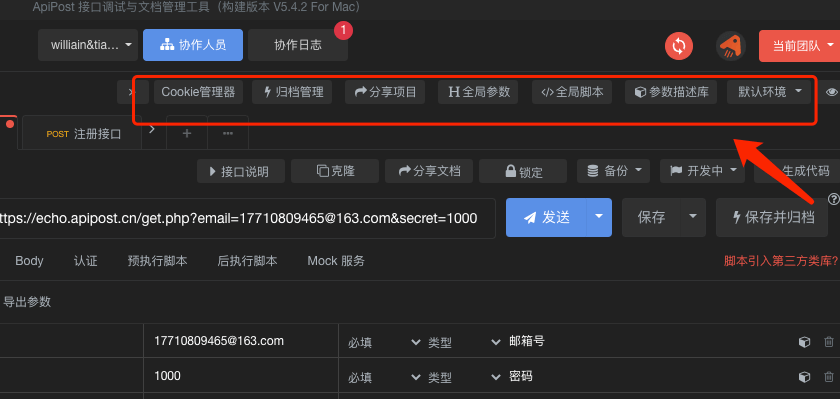 ApiPost 接口调试与文档管理工具（构建版本 V5.4.2 For Mac）
williain&tia... 协作人员 协作日志 1 当前团队
Cookie管理器 归档管理 分享项目 H全局参数 </>全局脚本 参数描述库 默认环境
POST 注册接口 + ...
接口说明 克隆 分享文档 锁定 备份 开发中 生成代码
ttps://echo.apipost.cn/get.php?email=17710809465@163.com&secret=1000 发送 保存 保存并归档
Body 认证 预执行脚本 后执行脚本 Mock 服务 脚本引入第三方类库?
导出参数
17710809465@163.com 必填 类型 邮箱号
1000 必填 类型 密码